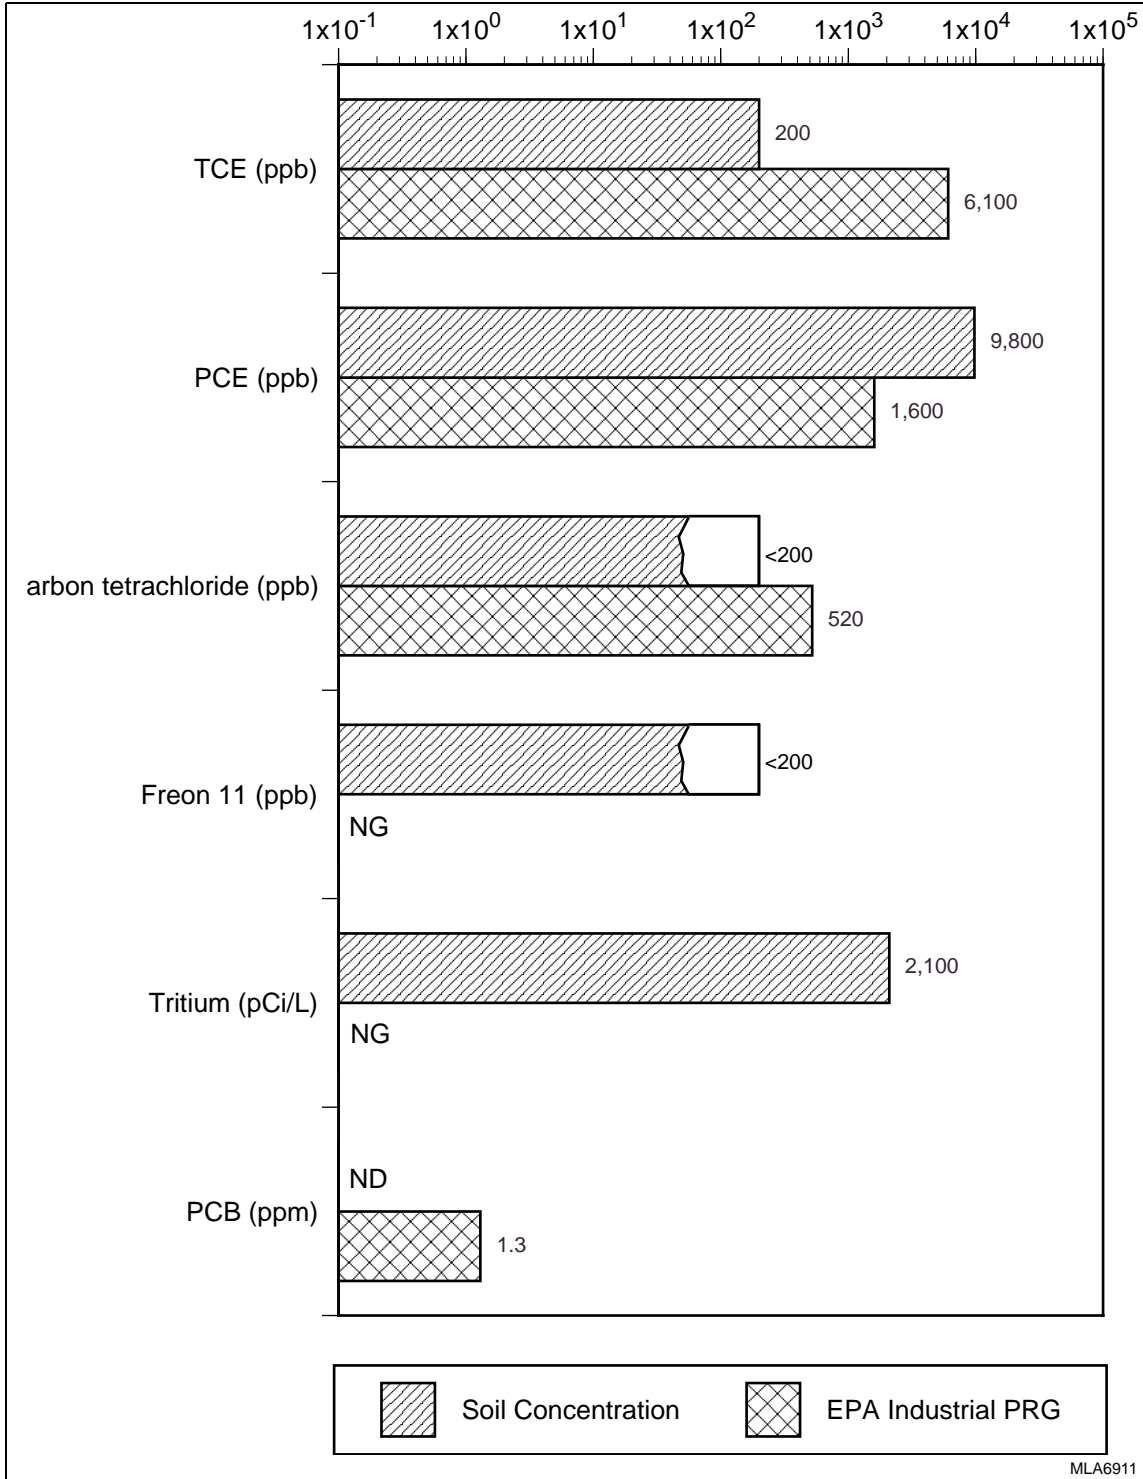 1x10⁻¹ 1x10⁰ 1x10¹ 1x10² 1x10³ 1x10⁴ 1x10⁵
TCE (ppb)
200
6,100
PCE (ppb)
9,800
1,600
arbon tetrachloride (ppb)
<200
520
Freon 11 (ppb)
<200
NG
Tritium (pCi/L)
2,100
NG
PCB (ppm)
ND
1.3
Soil Concentration
EPA Industrial PRG
MLA6911